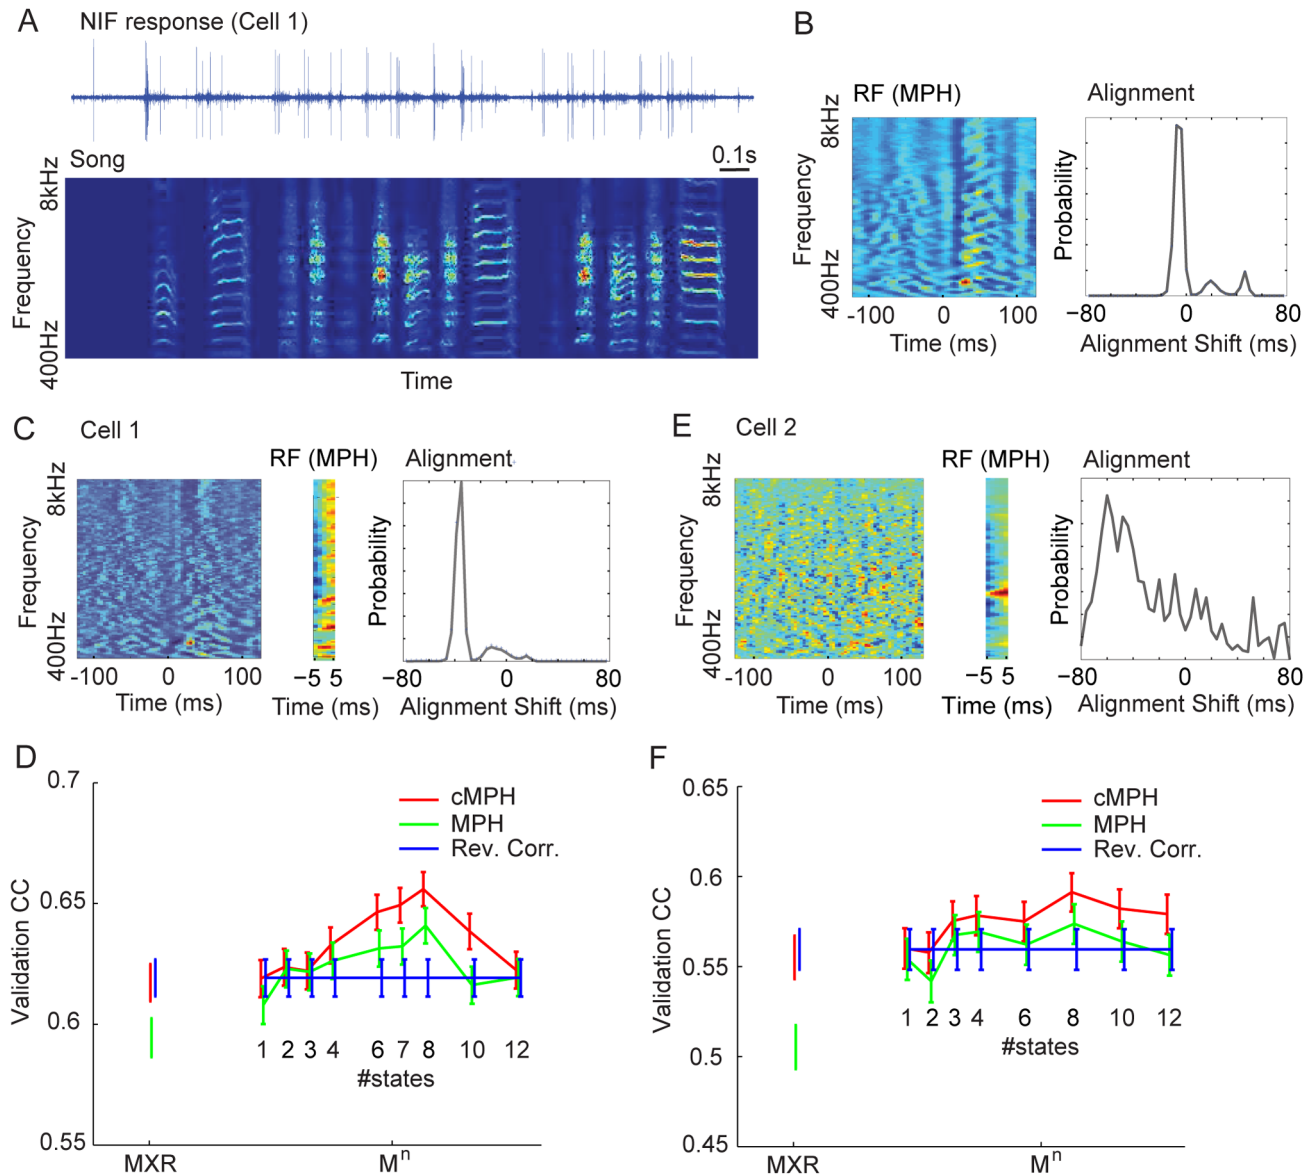 A
NIF response (Cell 1)
Song
0.1s
8kHz
Frequency
400Hz
Time
B
RF (MPH)
Alignment
8kHz
Frequency
400Hz
-100 0 100
Time (ms)
Probability
−80 0 80
Alignment Shift (ms)
C
Cell 1
RF (MPH)
Alignment
8kHz
Frequency
400Hz
-100 0 100
Time (ms)
−5 5
Time (ms)
Probability
−80 0 80
Alignment Shift (ms)
E
Cell 2
RF (MPH)
Alignment
8kHz
Frequency
400Hz
-100 0 100
Time (ms)
−5 5
Time (ms)
Probability
−80 0 80
Alignment Shift (ms)
D
0.7
0.65
0.6
0.55
Validation CC
cMPH
MPH
Rev. Corr.
1 2 3 4 6 7 8 10 12
#states
MXR
Mⁿ
F
0.65
0.6
0.55
0.5
0.45
Validation CC
cMPH
MPH
Rev. Corr.
1 2 3 4 6 8 10 12
#states
MXR
Mⁿ